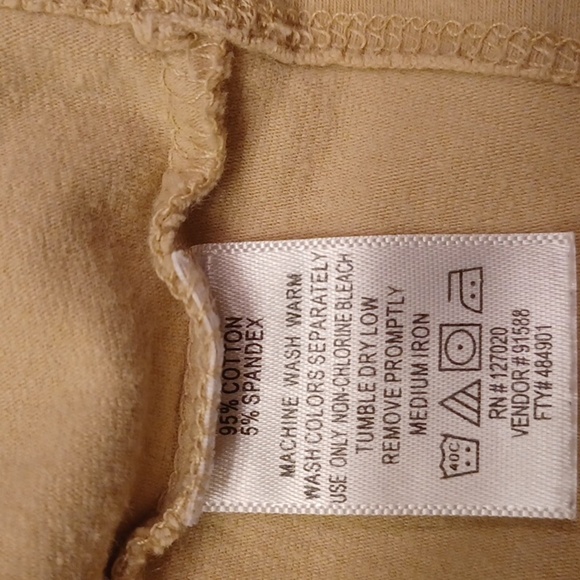 95% COTTON
5% SPANDEX
MACHINE WASH WARM
WASH COLORS SEPARATELY
USE ONLY NON-CHLORINE BLEACH
TUMBLE DRY LOW
REMOVE PROMPTLY
MEDIUM IRON
40C
RN# 127020
VENDOR # 91588
FTY# 484901